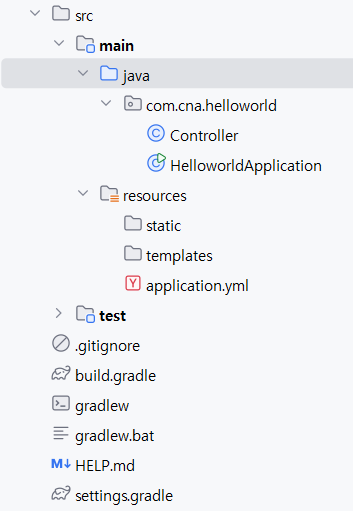 src
main
java
com.cna.helloworld
C Controller
C HelloworldApplication
resources
static
templates
Y application.yml
test
.gitignore
build.gradle
gradlew
gradlew.bat
M↓ HELP.md
settings.gradle